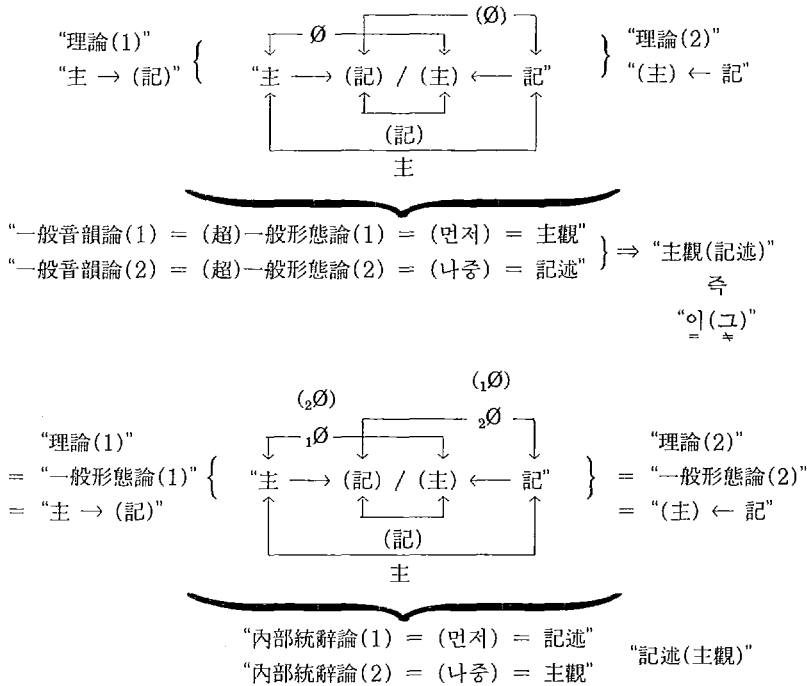 (Ø)
“理論(1)” Ø “理論(2)”
“主 → (記)” { “主 ⟶ (記) / (主) ⟵ 記” } “(主) ← 記”
(記)
主
“一般音韻論(1) = (超)一般形態論(1) = (먼저) = 主觀”
“一般音韻論(2) = (超)一般形態論(2) = (나중) = 記述” } ⇒ “主觀(記述)”
즉
“이(그)”
(₂Ø) (₁Ø)
₁Ø ₂Ø
“理論(1)” “理論(2)”
= “一般形態論(1)” { “主 ⟶ (記) / (主) ⟵ 記” } = “一般形態論(2)”
= “主 → (記)” = “(主) ← 記”
(記)
主
“內部統辭論(1) = (먼저) = 記述”
“內部統辭論(2) = (나중) = 主觀” “記述(主觀)”